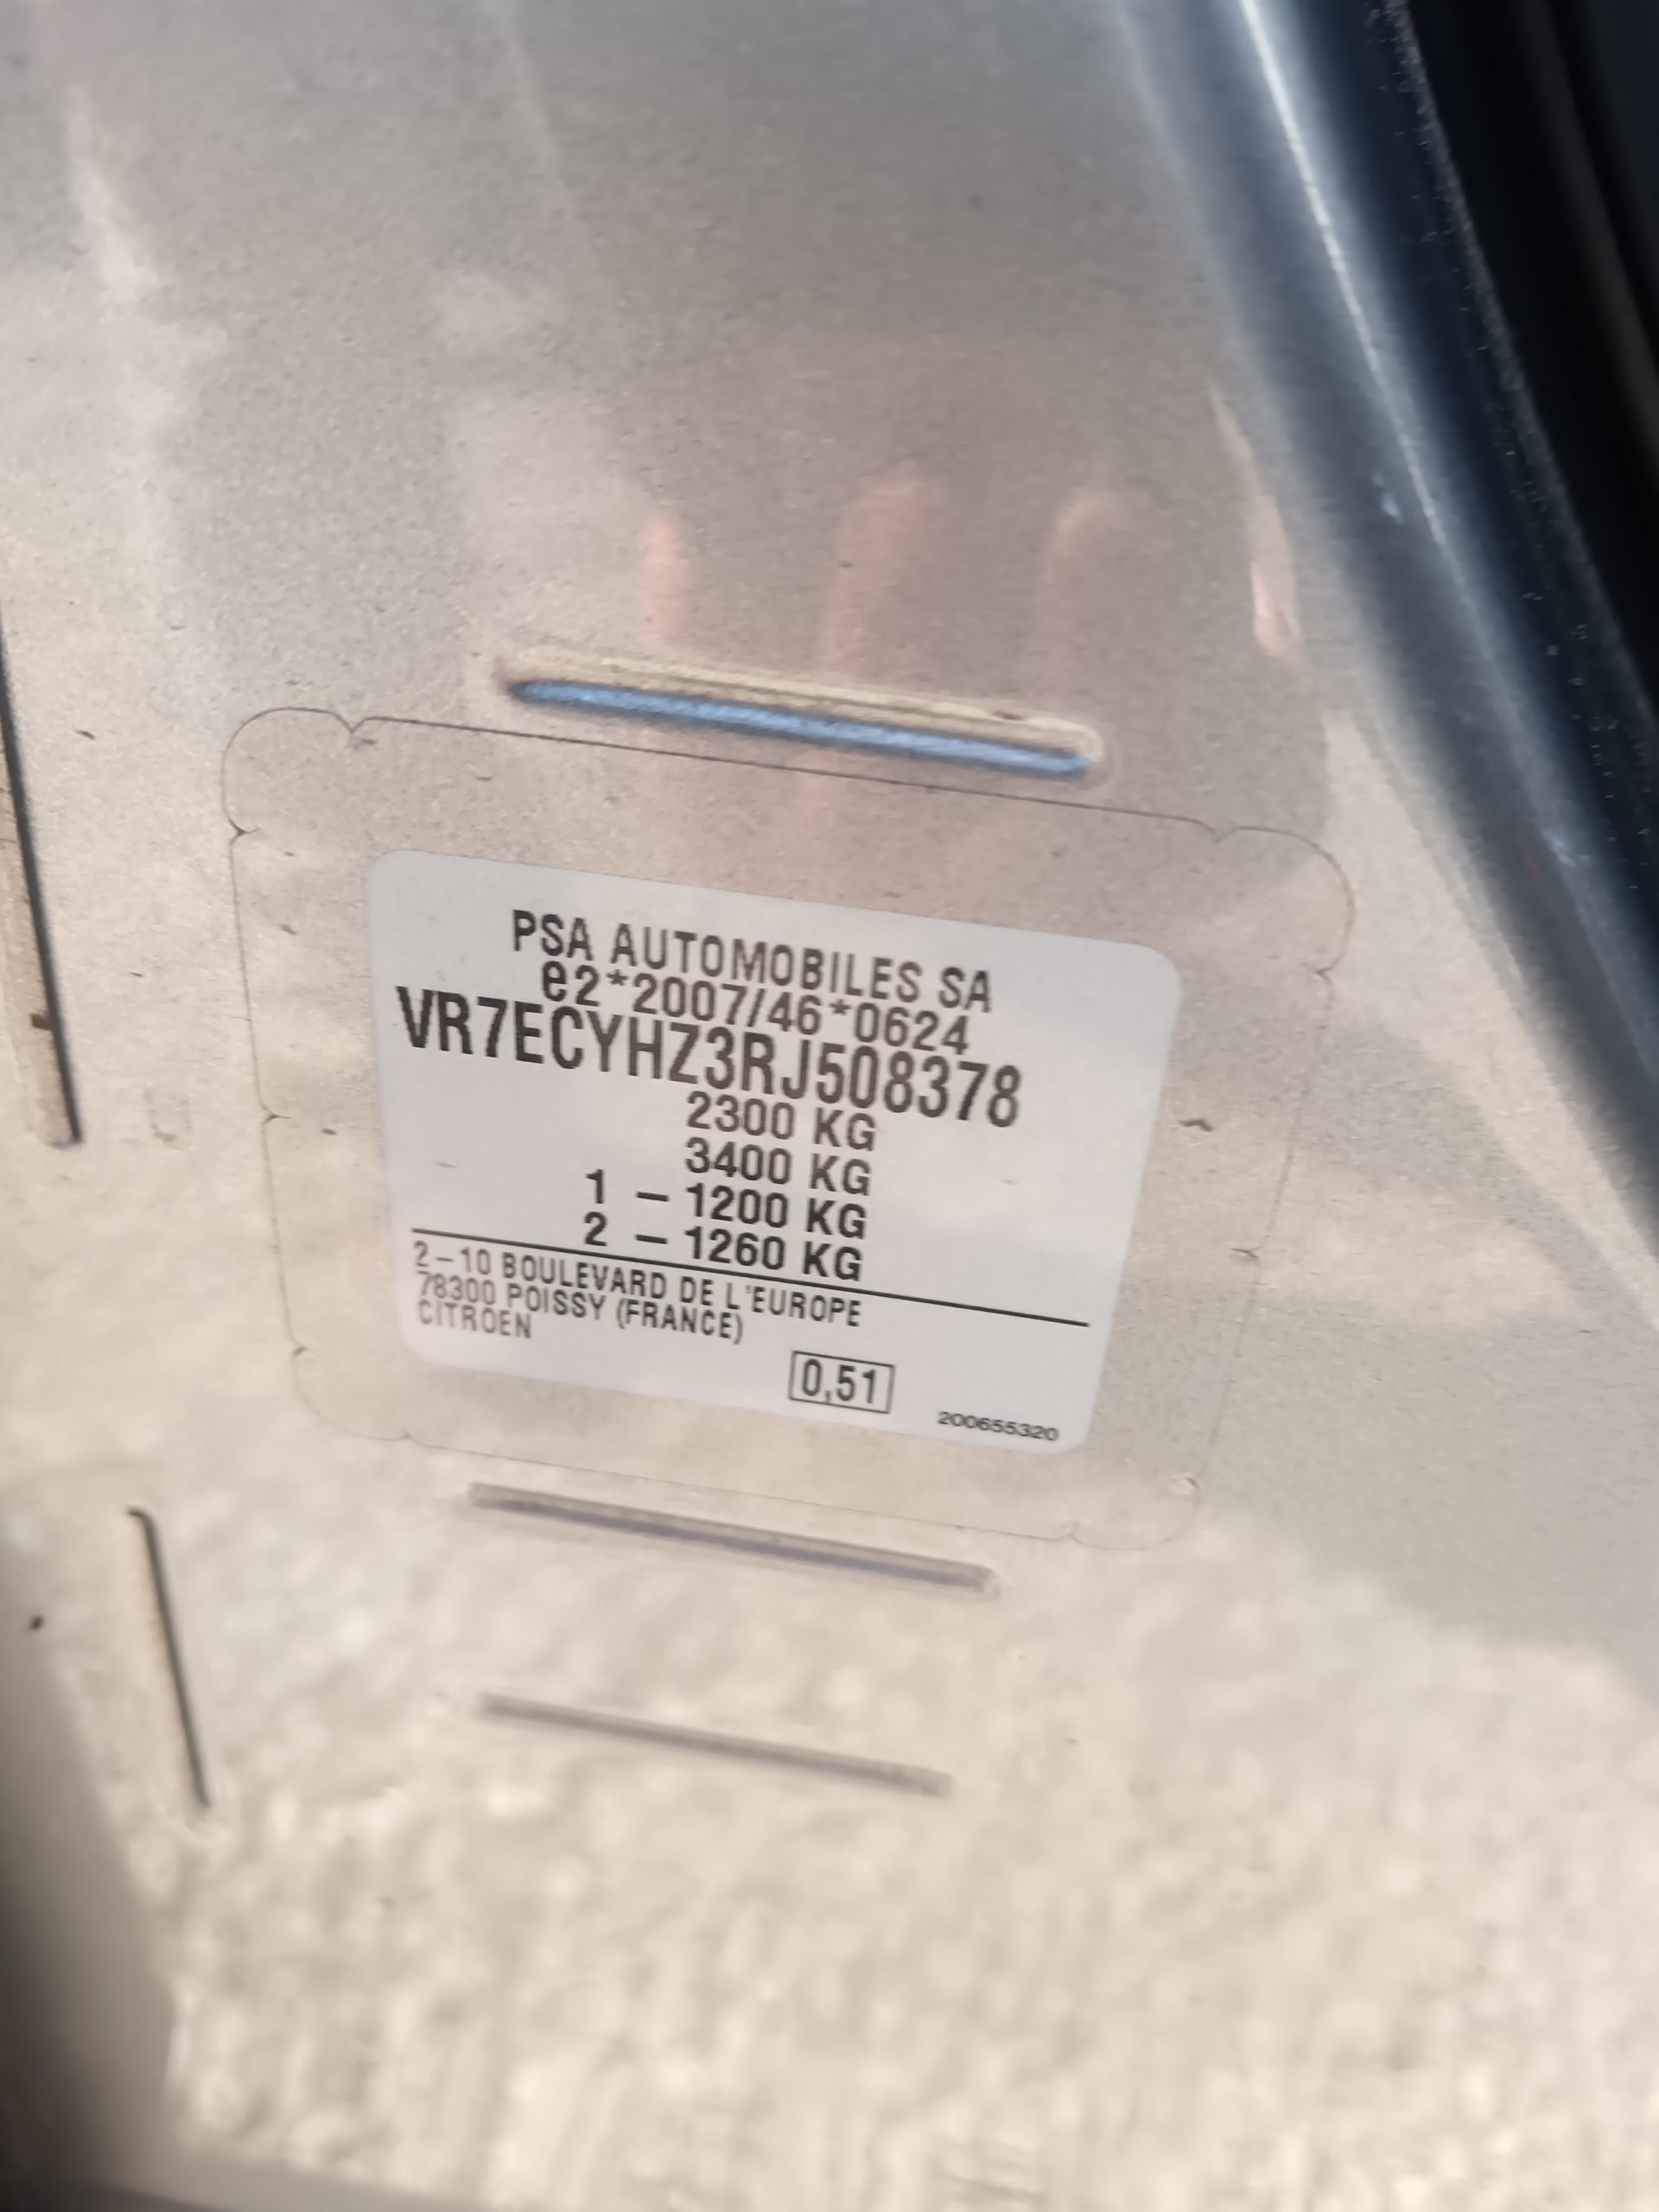 PSA AUTOMOBILES SA
e2*2007/46*0624
VR7ECYHZ3RJ508378
2300 KG
3400 KG
1 – 1200 KG
2 – 1260 KG
2–10 BOULEVARD DE L'EUROPE
78300 POISSY (FRANCE)
CITROEN
0,51
200655320